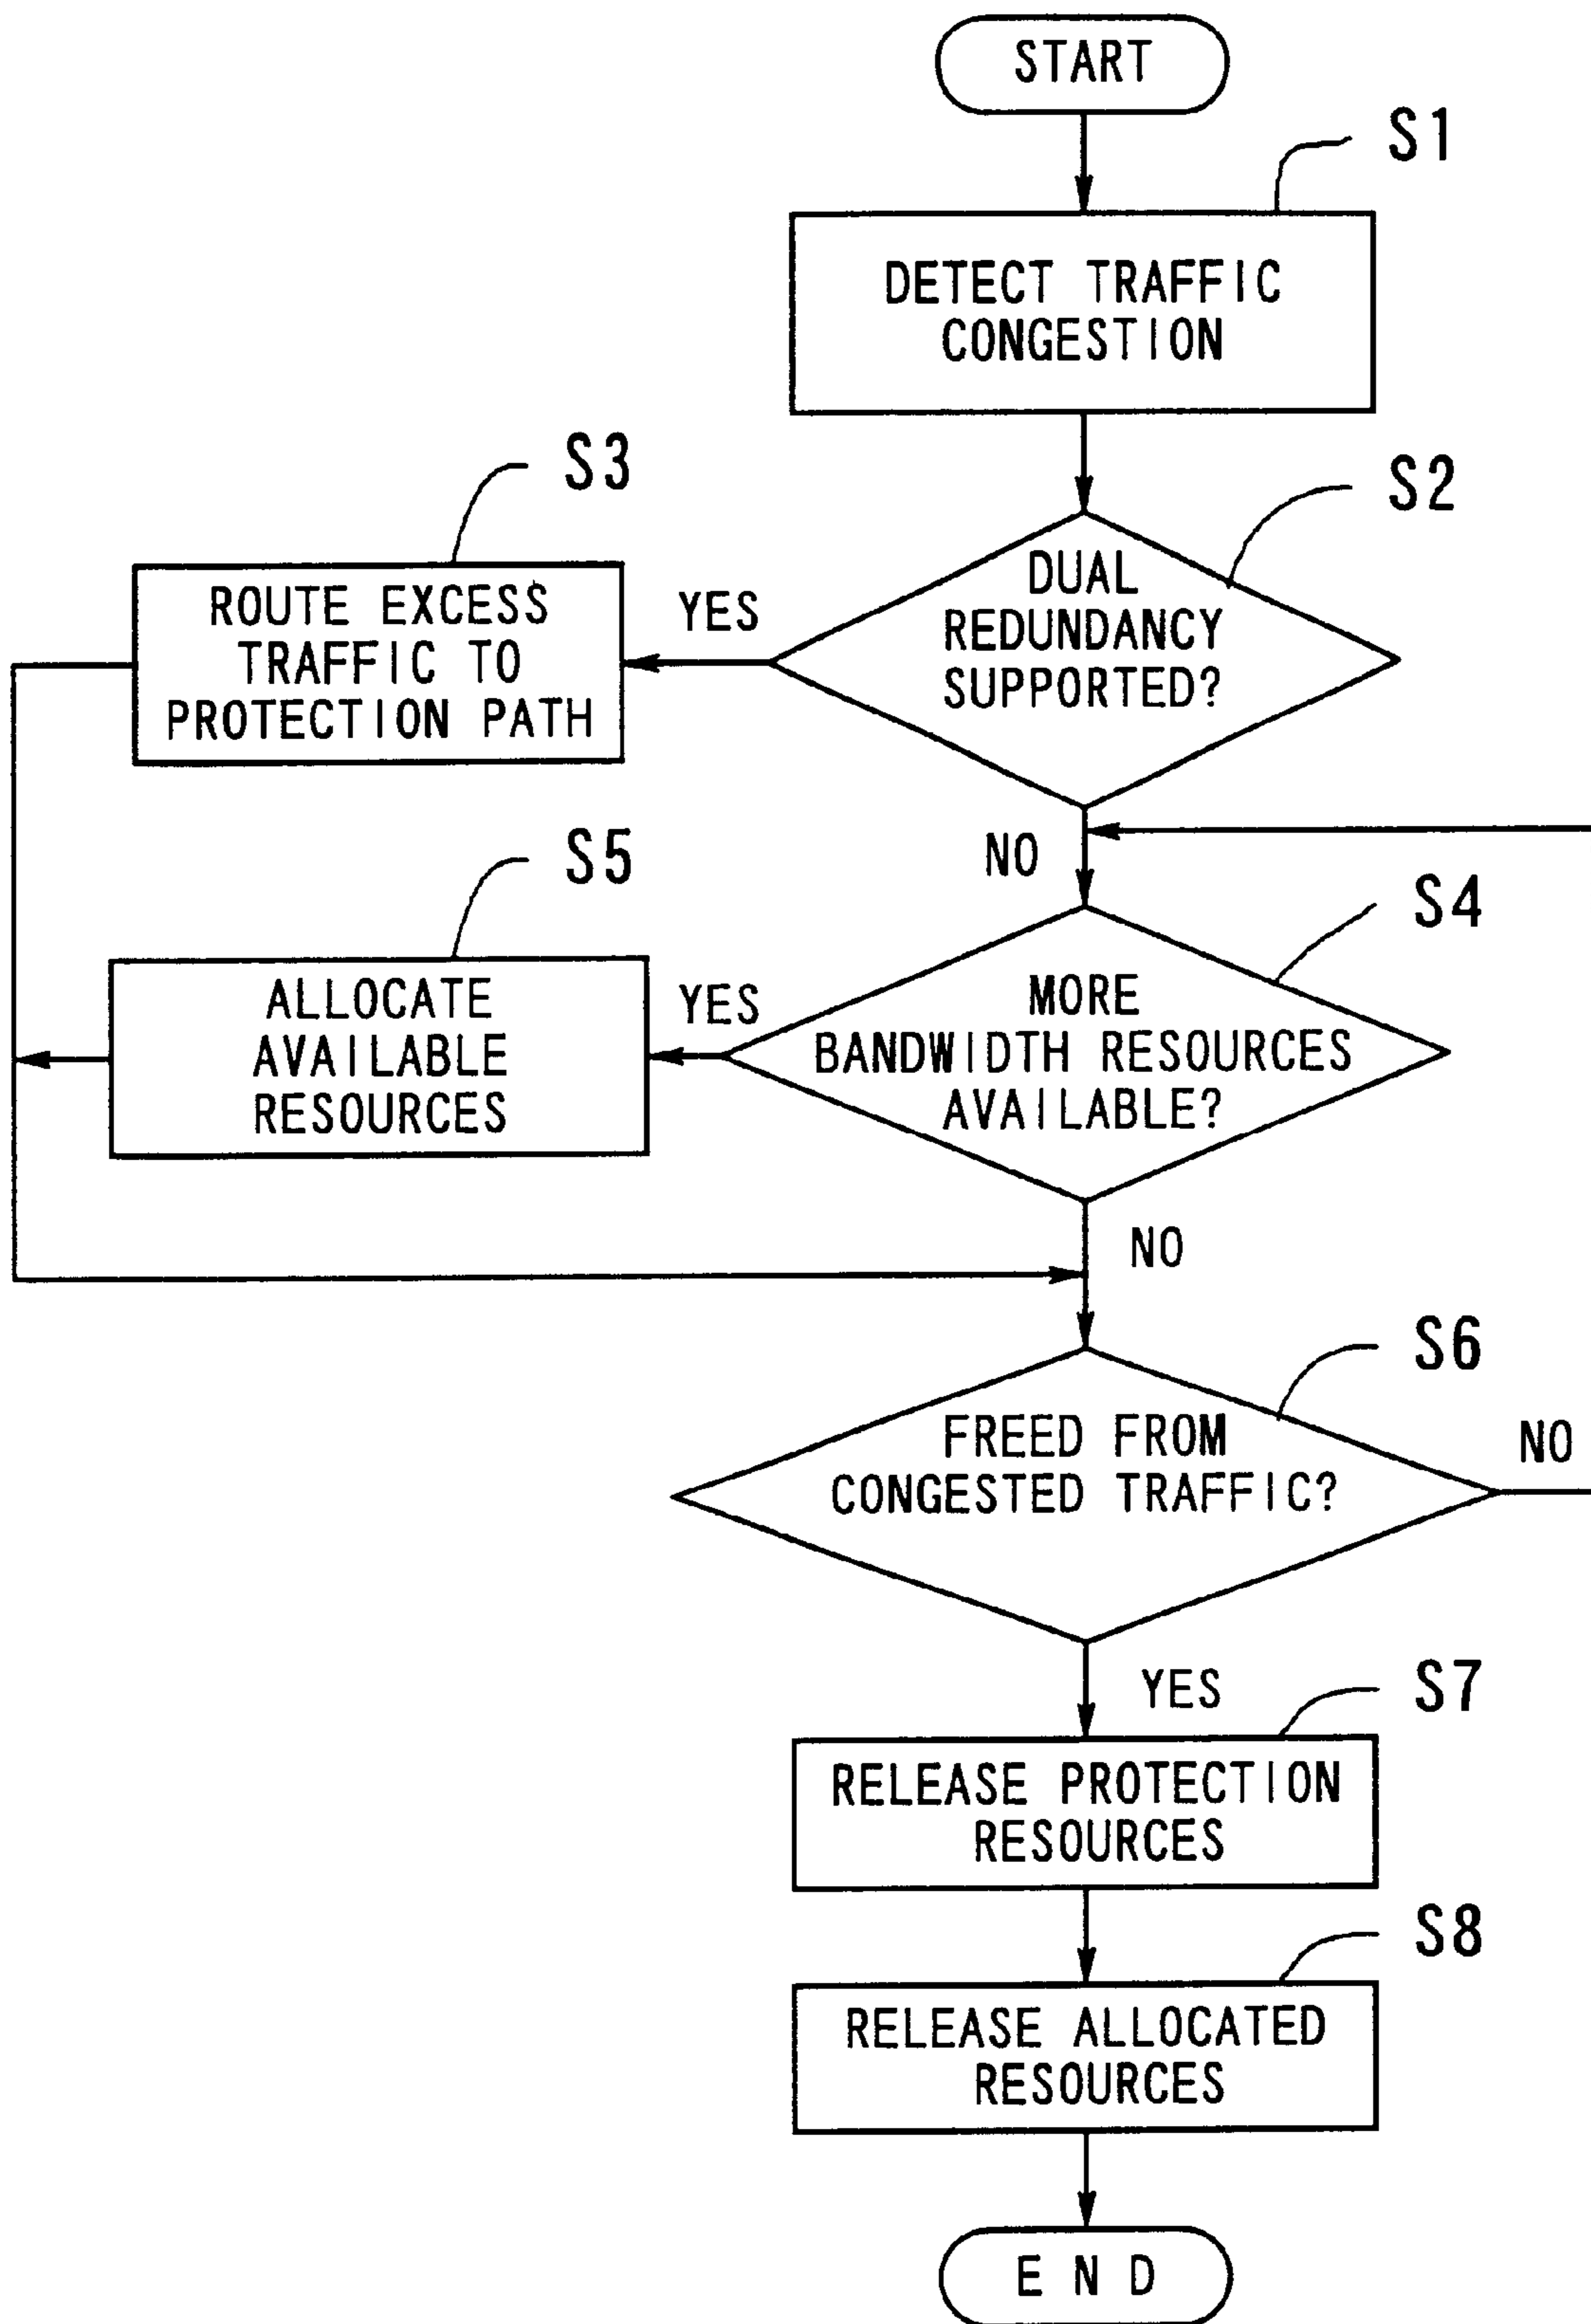 START
S1
DETECT TRAFFIC
CONGESTION
S2
DUAL
REDUNDANCY
SUPPORTED?
YES
S3
ROUTE EXCESS
TRAFFIC TO
PROTECTION PATH
NO
S4
MORE
BANDWIDTH RESOURCES
AVAILABLE?
YES
S5
ALLOCATE
AVAILABLE
RESOURCES
NO
S6
FREED FROM
CONGESTED TRAFFIC?
NO
YES
S7
RELEASE PROTECTION
RESOURCES
S8
RELEASE ALLOCATED
RESOURCES
END